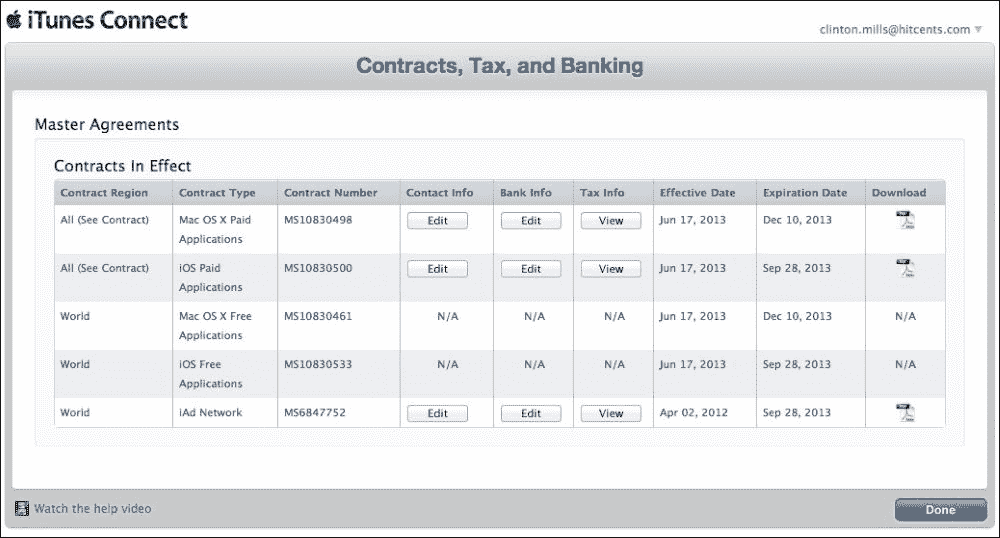 iTunes Connect
clinton.mills@hitcents.com
Contracts, Tax, and Banking
Master Agreements
Contracts In Effect
Contract Region Contract Type Contract Number Contact Info Bank Info Tax Info Effective Date Expiration Date Download
All (See Contract) Mac OS X Paid MS10830498 Edit Edit View Jun 17, 2013 Dec 10, 2013
Applications
All (See Contract) iOS Paid MS10830500 Edit Edit View Jun 17, 2013 Sep 28, 2013
Applications
World Mac OS X Free MS10830461 N/A N/A N/A Jun 17, 2013 Dec 10, 2013 N/A
Applications
World iOS Free MS10830533 N/A N/A N/A Jun 17, 2013 Sep 28, 2013 N/A
Applications
World iAd Network MS6847752 Edit Edit View Apr 02, 2012 Sep 28, 2013
Watch the help video
Done